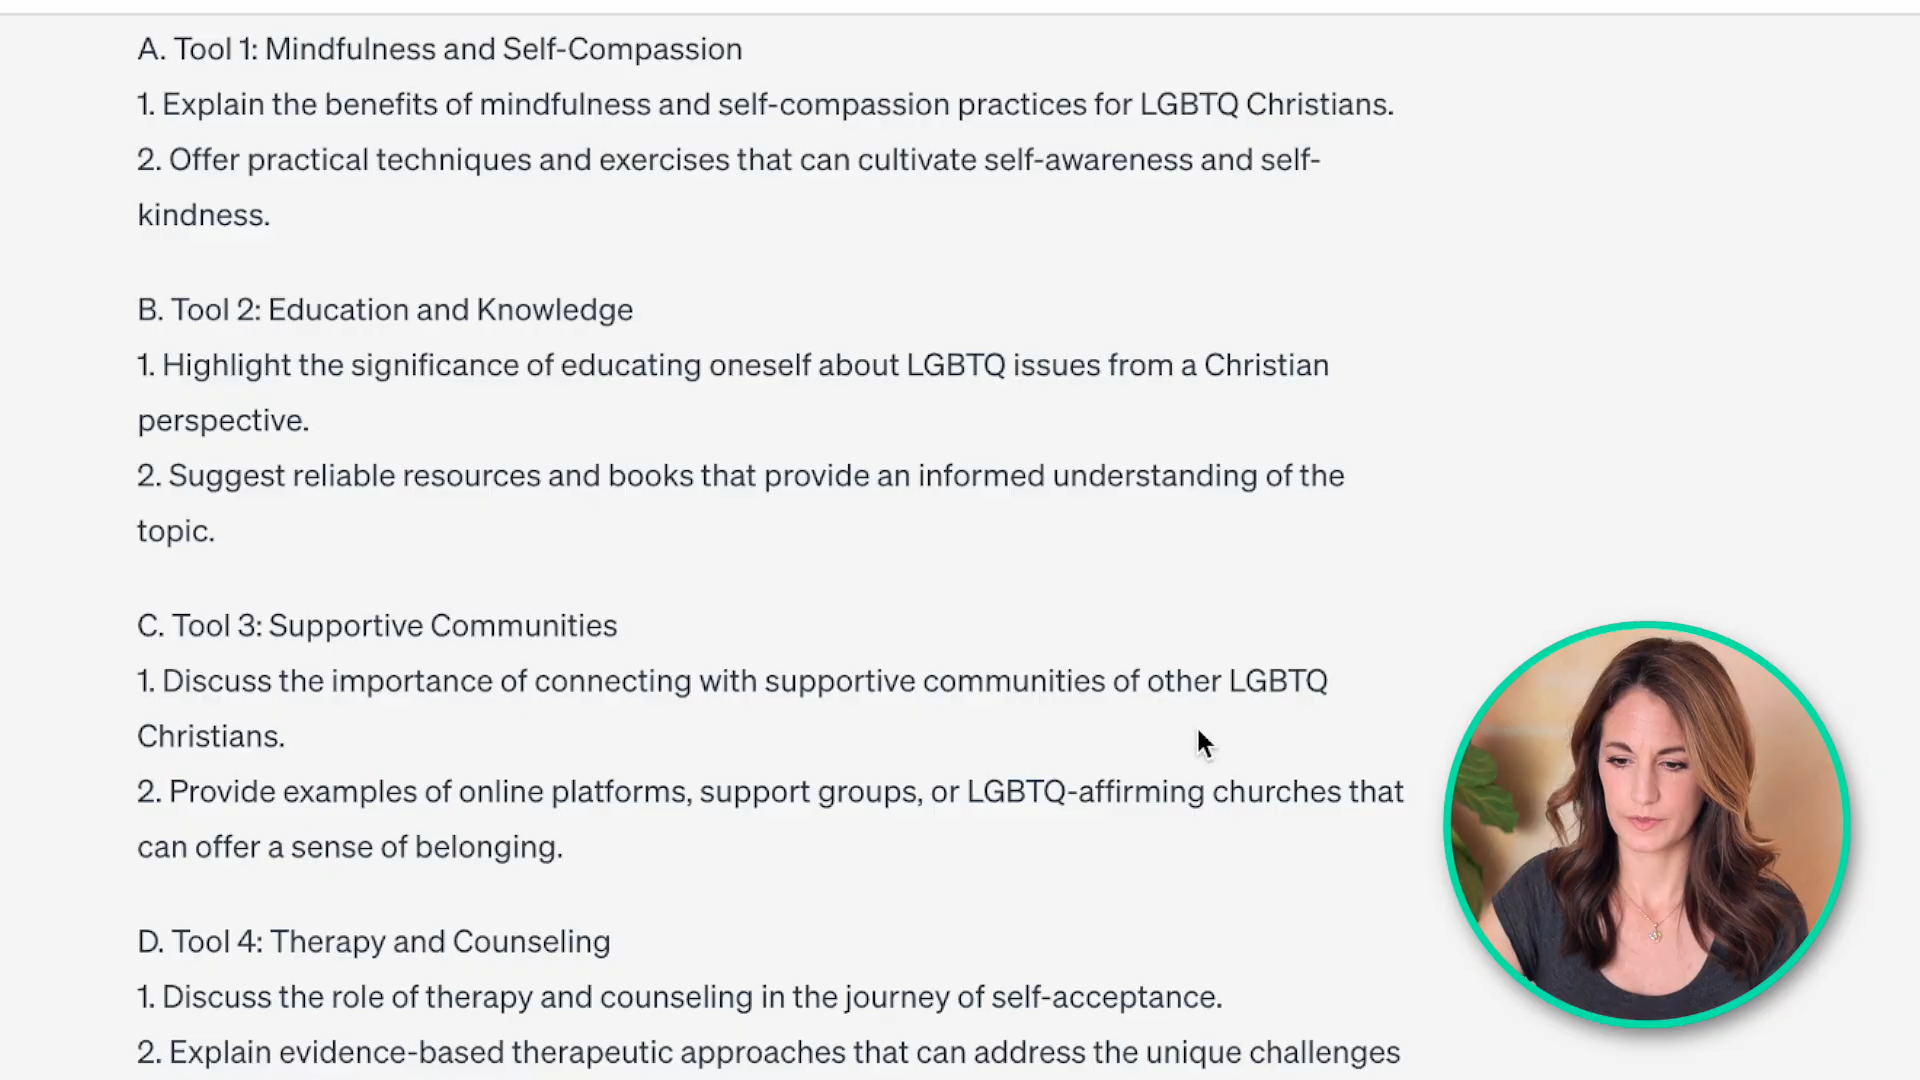 A. Tool 1: Mindfulness and Self-Compassion
1. Explain the benefits of mindfulness and self-compassion practices for LGBTQ Christians.
2. Offer practical techniques and exercises that can cultivate self-awareness and self-
kindness.
B. Tool 2: Education and Knowledge
1. Highlight the significance of educating oneself about LGBTQ issues from a Christian
perspective.
2. Suggest reliable resources and books that provide an informed understanding of the
topic.
C. Tool 3: Supportive Communities
1. Discuss the importance of connecting with supportive communities of other LGBTQ
Christians.
2. Provide examples of online platforms, support groups, or LGBTQ-affirming churches that
can offer a sense of belonging.
D. Tool 4: Therapy and Counseling
1. Discuss the role of therapy and counseling in the journey of self-acceptance.
2. Explain evidence-based therapeutic approaches that can address the unique challenges